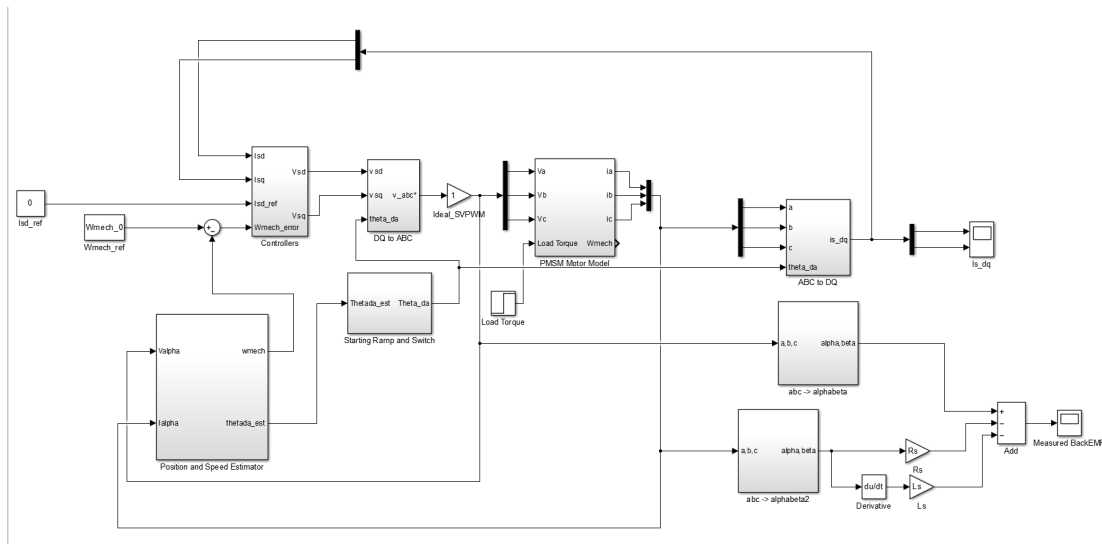 Isd
Isq
Isd_ref
Wmech_error
Vsd
Vsq
Controllers
0
Isd_ref
Wmech_0
Wmech_ref
+
-
v sd
v sq
theta_da
v_abc*
DQ to ABC
1
Ideal_SVPWM
Va
Vb
Vc
Load Torque
ia
ib
ic
Wmech
PMSM Motor Model
a
b
c
theta_da
is_dq
ABC to DQ
Is_dq
Load Torque
Thetada_est
Theta_da
Starting Ramp and Switch
Valpha
Ialpha
wmech
thetada_est
Position and Speed Estimator
a,b,c
alpha,beta
abc -> alphabeta
a,b,c
alpha,beta
abc -> alphabeta2
Rs
Rs
du/dt
Derivative
Ls
Ls
+
−
−
Add
Measured BackEMF